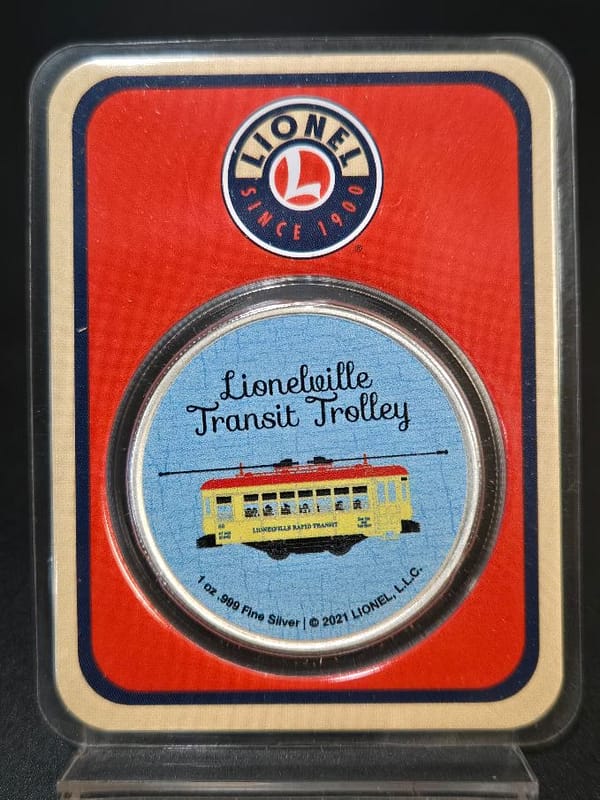 LIONEL
L
SINCE 1900
®
Lionelville
Transit Trolley
LIONELVILLE RAPID TRANSIT
1 oz .999 Fine Silver | © 2021 LIONEL, L.L.C.